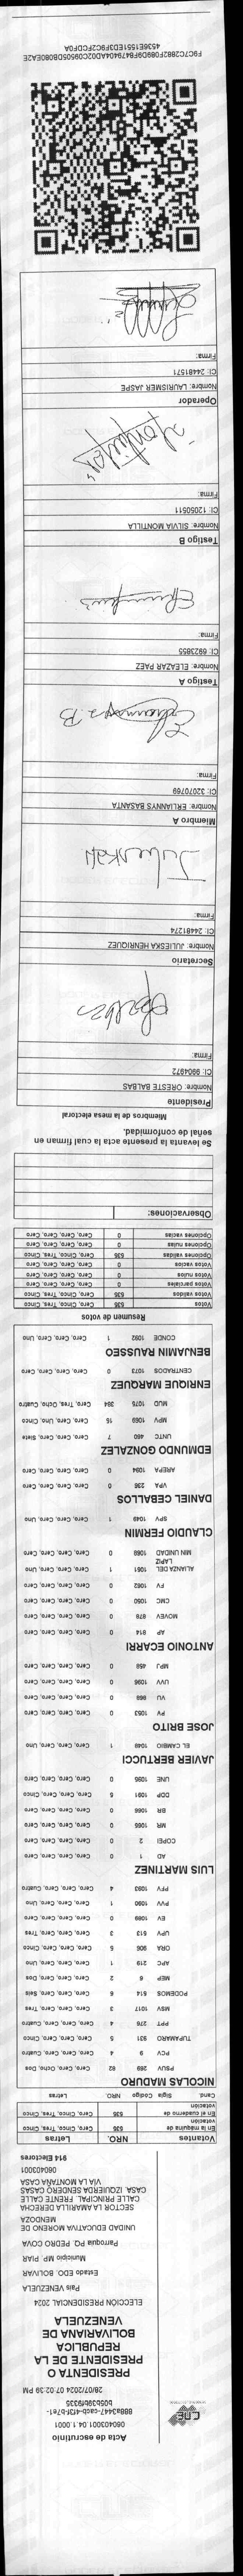 CNE
Acta de escrutinio
060403001.04.1.0001
888a3447-cacb-4f3f-b7e1-
b05b39bf9335
28/07/2024 07:02:39 PM
PRESIDENTA O
PRESIDENTE DE LA
REPUBLICA
BOLIVARIANA DE
VENEZUELA
ELECCIÓN PRESIDENCIAL 2024
País VENEZUELA
Estado EDO. BOLIVAR
Municipio MP. PIAR
Parroquia PQ. PEDRO COVA
UNIDAD EDUCATIVA MORENO DE
MENDOZA
SECTOR LA AMARILLA DERECHA
CALLE PRINCIPAL. FRENTE CALLE
CASA. IZQUIERDA SENDERO CASAS
VIA LA MONTAÑA CASA
060403001
914 Electores
Votantes NRO. Letras
En la máquina de votación 535 Cero, Cinco, Tres, Cinco
En el cuaderno de votación 535 Cero, Cinco, Tres, Cinco
Cand. Sigla Código NRO. Letras
NICOLAS MADURO
PSUV 269 82 Cero, Cero, Ocho, Dos
PCV 9 4 Cero, Cero, Cero, Cuatro
TUPAMARO 931 5 Cero, Cero, Cero, Cinco
PPT 276 4 Cero, Cero, Cero, Cuatro
MSV 1017 3 Cero, Cero, Cero, Tres
PODEMOS 514 6 Cero, Cero, Cero, Seis
MEP 6 2 Cero, Cero, Cero, Dos
APC 219 1 Cero, Cero, Cero, Uno
ORA 906 5 Cero, Cero, Cero, Cinco
UPV 513 3 Cero, Cero, Cero, Tres
EV 1089 0 Cero, Cero, Cero, Cero
PVV 1090 1 Cero, Cero, Cero, Uno
PFV 1093 4 Cero, Cero, Cero, Cuatro
LUIS MARTINEZ
AD 1 0 Cero, Cero, Cero, Cero
COPEI 2 0 Cero, Cero, Cero, Cero
MR 1065 0 Cero, Cero, Cero, Cero
BR 1066 0 Cero, Cero, Cero, Cero
DDP 1091 5 Cero, Cero, Cero, Cinco
UNE 1095 0 Cero, Cero, Cero, Cero
JAVIER BERTUCCI
EL CAMBIO 1048 1 Cero, Cero, Cero, Uno
JOSE BRITO
PV 1053 0 Cero, Cero, Cero, Cero
VU 868 0 Cero, Cero, Cero, Cero
UVV 1096 0 Cero, Cero, Cero, Cero
MPJ 458 0 Cero, Cero, Cero, Cero
ANTONIO ECARRI
AP 814 0 Cero, Cero, Cero, Cero
MOVEV 878 0 Cero, Cero, Cero, Cero
CMC 1050 0 Cero, Cero, Cero, Cero
FV 1062 0 Cero, Cero, Cero, Cero
ALIANZA DEL LAPIZ 1051 1 Cero, Cero, Cero, Uno
MIN UNIDAD 1068 0 Cero, Cero, Cero, Cero
CLAUDIO FERMIN
SPV 1049 1 Cero, Cero, Cero, Uno
DANIEL CEBALLOS
VPA 236 0 Cero, Cero, Cero, Cero
AREPA 1094 0 Cero, Cero, Cero, Cero
EDMUNDO GONZALEZ
UNTC 460 7 Cero, Cero, Cero, Siete
MPV 1069 15 Cero, Cero, Uno, Cinco
MUD 1075 384 Cero, Tres, Ocho, Cuatro
ENRIQUE MARQUEZ
CENTRADOS 1073 0 Cero, Cero, Cero, Cero
BENJAMIN RAUSSEO
CONDE 1092 1 Cero, Cero, Cero, Uno
Resumen de votos
Votos 535 Cero, Cinco, Tres, Cinco
Votos validos 535 Cero, Cinco, Tres, Cinco
Votos parciales 0 Cero, Cero, Cero, Cero
Votos nulos 0 Cero, Cero, Cero, Cero
Votos vacios 0 Cero, Cero, Cero, Cero
Opciones validas 535 Cero, Cinco, Tres, Cinco
Opciones nulas 0 Cero, Cero, Cero, Cero
Opciones vacias 0 Cero, Cero, Cero, Cero
Observaciones:
Se levanta la presente acta la cual firman en
señal de conformidad.
Miembros de la mesa electoral
Presidente
Nombre: ORESTE BALBAS
CI: 9904972
Firma:
Secretario
Nombre: JULIESKA HENRIQUEZ
CI: 24481274
Firma:
JulieskaH
Miembro A
Nombre: ERLIANNYS BASANTA
CI: 32070769
Firma:
Testigo A
Nombre: ELEAZAR PAEZ
CI: 6923855
Firma:
Testigo B
Nombre: SILVIA MONTILLA
CI: 12050511
Firma:
Montilla
Operador
Nombre: LAURISMER JASPE
CI: 24481571
Firma:
F9C7C2882F089D9F8479404AD02C09505DB080EA2E
4536E1551ED3F9C2FCDF0A